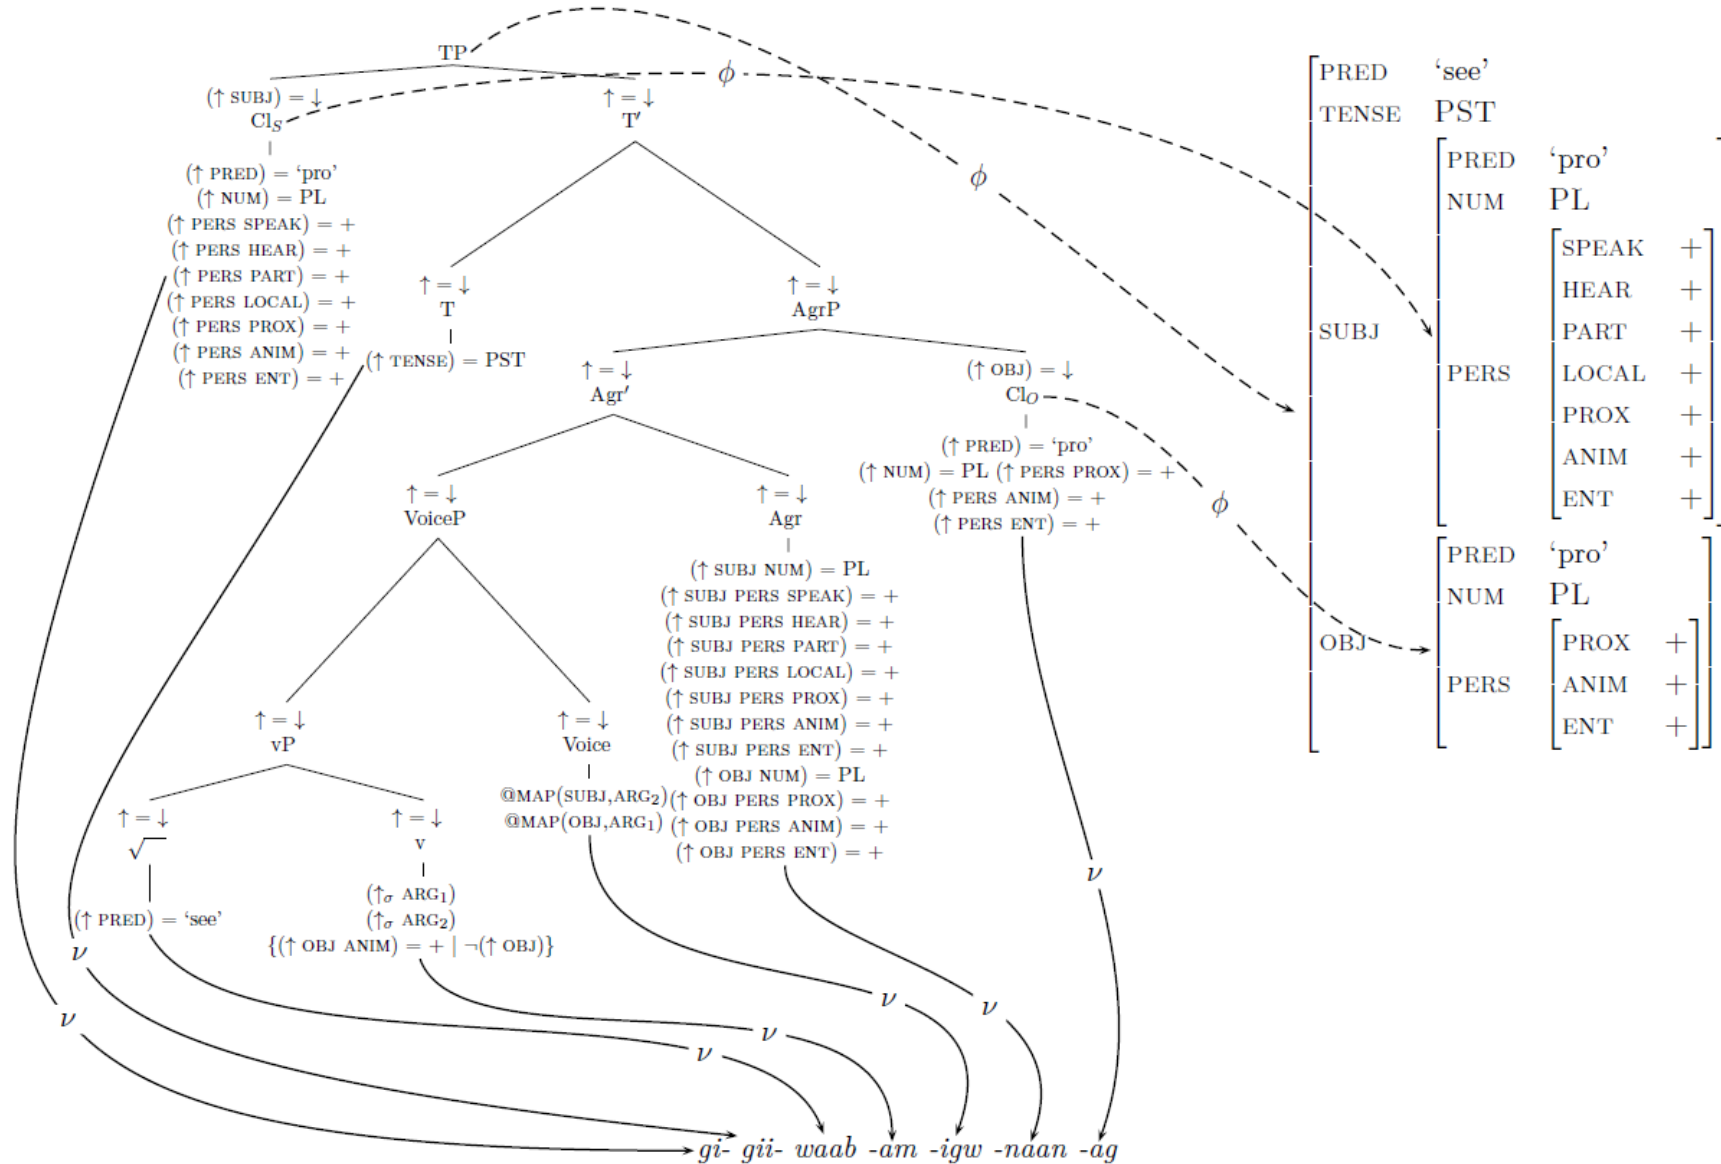 TP
ϕ
(↑ SUBJ) = ↓
Cl_S
↑ = ↓
T′
(↑ PRED) = ‘pro’
(↑ NUM) = PL
(↑ PERS SPEAK) = +
(↑ PERS HEAR) = +
(↑ PERS PART) = +
(↑ PERS LOCAL) = +
(↑ PERS PROX) = +
(↑ PERS ANIM) = +
(↑ PERS ENT) = +
ϕ
↑ = ↓
T
(↑ TENSE) = PST
↑ = ↓
AgrP
↑ = ↓
Agr′
(↑ OBJ) = ↓
Cl_O
(↑ PRED) = ‘pro’
(↑ NUM) = PL (↑ PERS PROX) = +
(↑ PERS ANIM) = +
(↑ PERS ENT) = +
ϕ
↑ = ↓
VoiceP
↑ = ↓
Agr
(↑ SUBJ NUM) = PL
(↑ SUBJ PERS SPEAK) = +
(↑ SUBJ PERS HEAR) = +
(↑ SUBJ PERS PART) = +
(↑ SUBJ PERS LOCAL) = +
(↑ SUBJ PERS PROX) = +
(↑ SUBJ PERS ANIM) = +
(↑ SUBJ PERS ENT) = +
(↑ OBJ NUM) = PL
(↑ OBJ PERS PROX) = +
(↑ OBJ PERS ANIM) = +
(↑ OBJ PERS ENT) = +
↑ = ↓
vP
↑ = ↓
Voice
@MAP(SUBJ,ARG₂)
@MAP(OBJ,ARG₁)
↑ = ↓
√
(↑ PRED) = ‘see’
↑ = ↓
v
(↑σ ARG₁)
(↑σ ARG₂)
{(↑ OBJ ANIM) = + | ¬(↑ OBJ)}
ν
ν
ν
ν
ν
ν
ν
gi- gii- waab -am -igw -naan -ag
PRED ‘see’
TENSE PST
SUBJ
PRED ‘pro’
NUM PL
PERS
SPEAK +
HEAR +
PART +
LOCAL +
PROX +
ANIM +
ENT +
OBJ
PRED ‘pro’
NUM PL
PERS
PROX +
ANIM +
ENT +